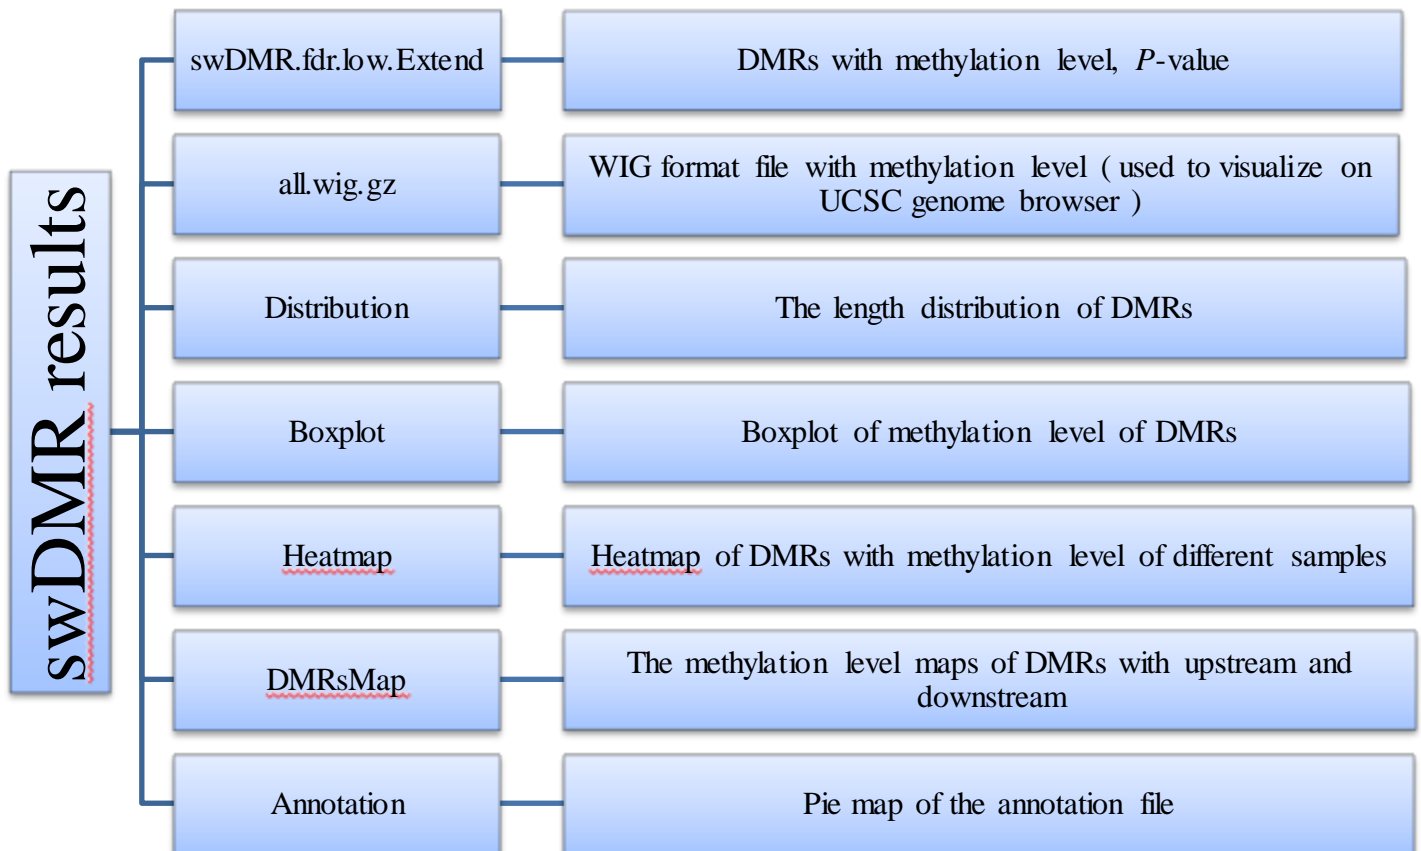 swDMR results
swDMR.fdr.low.Extend
DMRs with methylation level, P-value
all.wig.gz
WIG format file with methylation level ( used to visualize on
UCSC genome browser )
Distribution
The length distribution of DMRs
Boxplot
Boxplot of methylation level of DMRs
Heatmap
Heatmap of DMRs with methylation level of different samples
DMRsMap
The methylation level maps of DMRs with upstream and
downstream
Annotation
Pie map of the annotation file